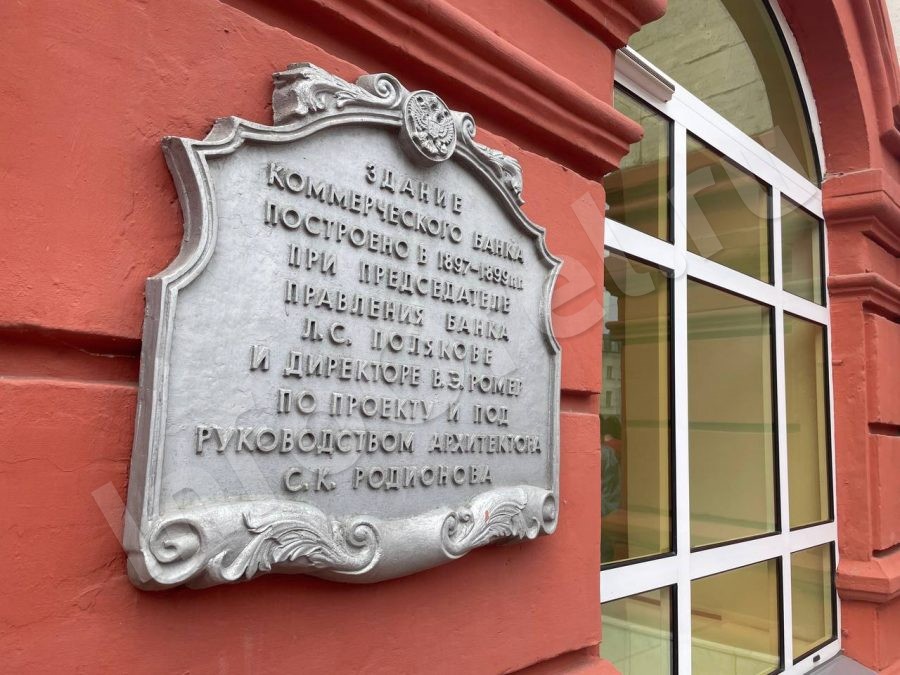 ЗДАНИЕ
КОММЕРЧЕСКОГО БАНКА
ПОСТРОЕНО В 1897-1899 гг.
ПРИ ПРЕДСЕДАТЕЛЕ
ПРАВЛЕНИЯ БАНКА
Л.С. ПОЛЯКОВЕ
И ДИРЕКТОРЕ В.Э. РОМЕР
ПО ПРОЕКТУ И ПОД
РУКОВОДСТВОМ АРХИТЕКТОРА
С.К. РОДИОНОВА